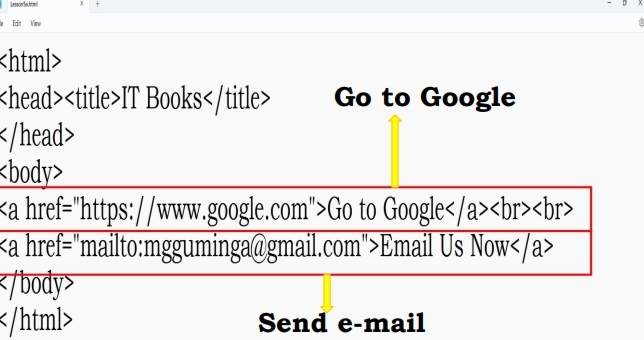 Lesson5a.html
Edit View
<html>
<head><title>IT Books</title>
Go to Google
</head>
<body>
<a href="https://www.google.com">Go to Google</a><br><br>
<a href="mailto:mgguminga@gmail.com">Email Us Now</a>
</body>
</html>
Send e-mail